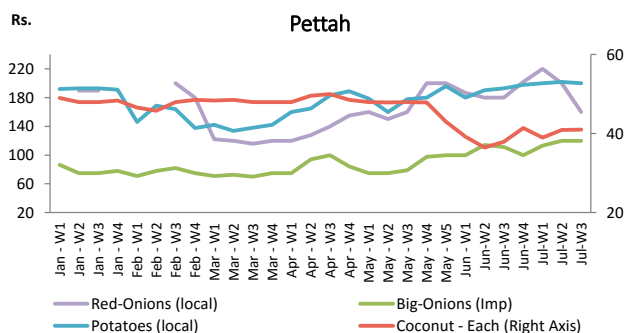 Rs.
Pettah
220
180
140
100
60
20
60
40
20
Jan - W1
Jan - W2
Jan - W3
Jan - W4
Feb - W1
Feb - W2
Feb - W3
Feb - W4
Mar - W1
Mar - W2
Mar - W3
Mar - W4
Apr - W1
Apr - W2
Apr - W3
Apr - W4
May - W1
May - W2
May - W3
May - W4
May - W5
Jun - W1
Jun-W2
Jun-W3
Jun-W4
Jul-W1
Jul-W2
Jul-W3
Red-Onions (local)
Big-Onions (Imp)
Potatoes (local)
Coconut - Each (Right Axis)